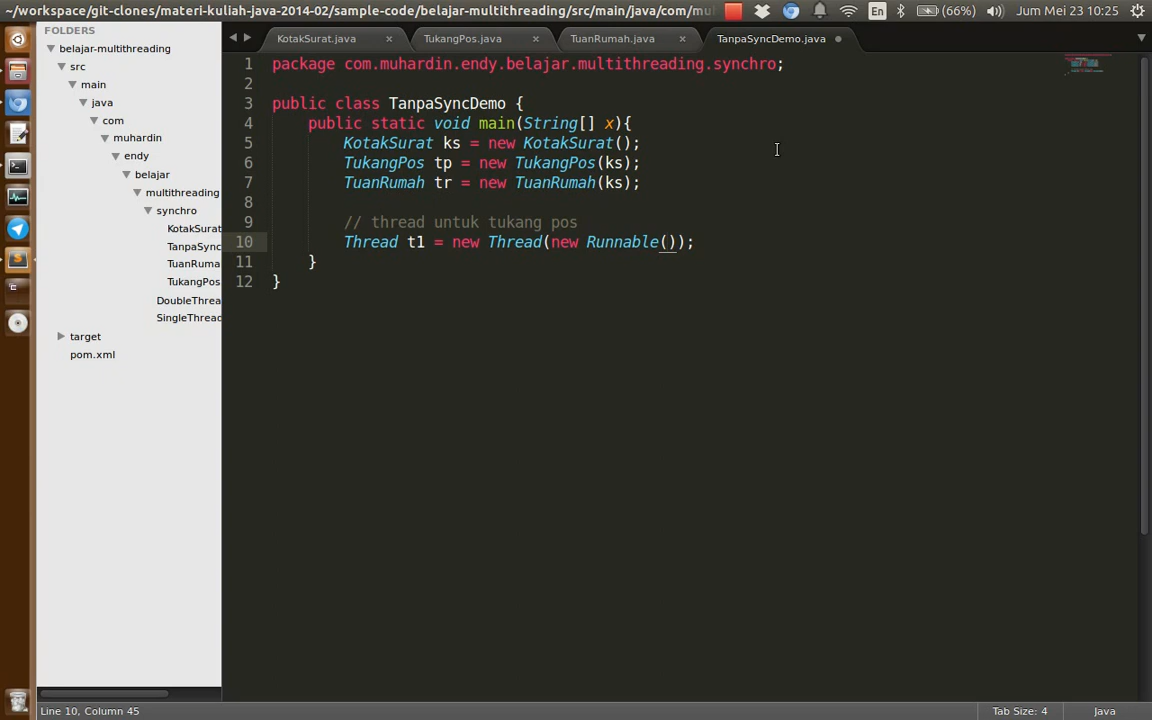 ~/workspace/git-clones/materi-kuliah-java-2014-02/sample-code/belajar-multithreading/src/main/java/com/mu
En
(66%)
Jum Mei 23 10:25
FOLDERS
belajar-multithreading
src
main
java
com
muhardin
endy
belajar
multithreading
synchro
KotakSurat
TanpaSync
TuanRuma
TukangPos
DoubleThrea
SingleThread
target
pom.xml
KotakSurat.java
TukangPos.java
TuanRumah.java
TanpaSyncDemo.java
1 package com.muhardin.endy.belajar.multithreading.synchro;
2
3 public class TanpaSyncDemo {
4 public static void main(String[] x){
5 KotakSurat ks = new KotakSurat();
6 TukangPos tp = new TukangPos(ks);
7 TuanRumah tr = new TuanRumah(ks);
8
9 // thread untuk tukang pos
10 Thread t1 = new Thread(new Runnable());
11 }
12 }
Line 10, Column 45
Tab Size: 4
Java